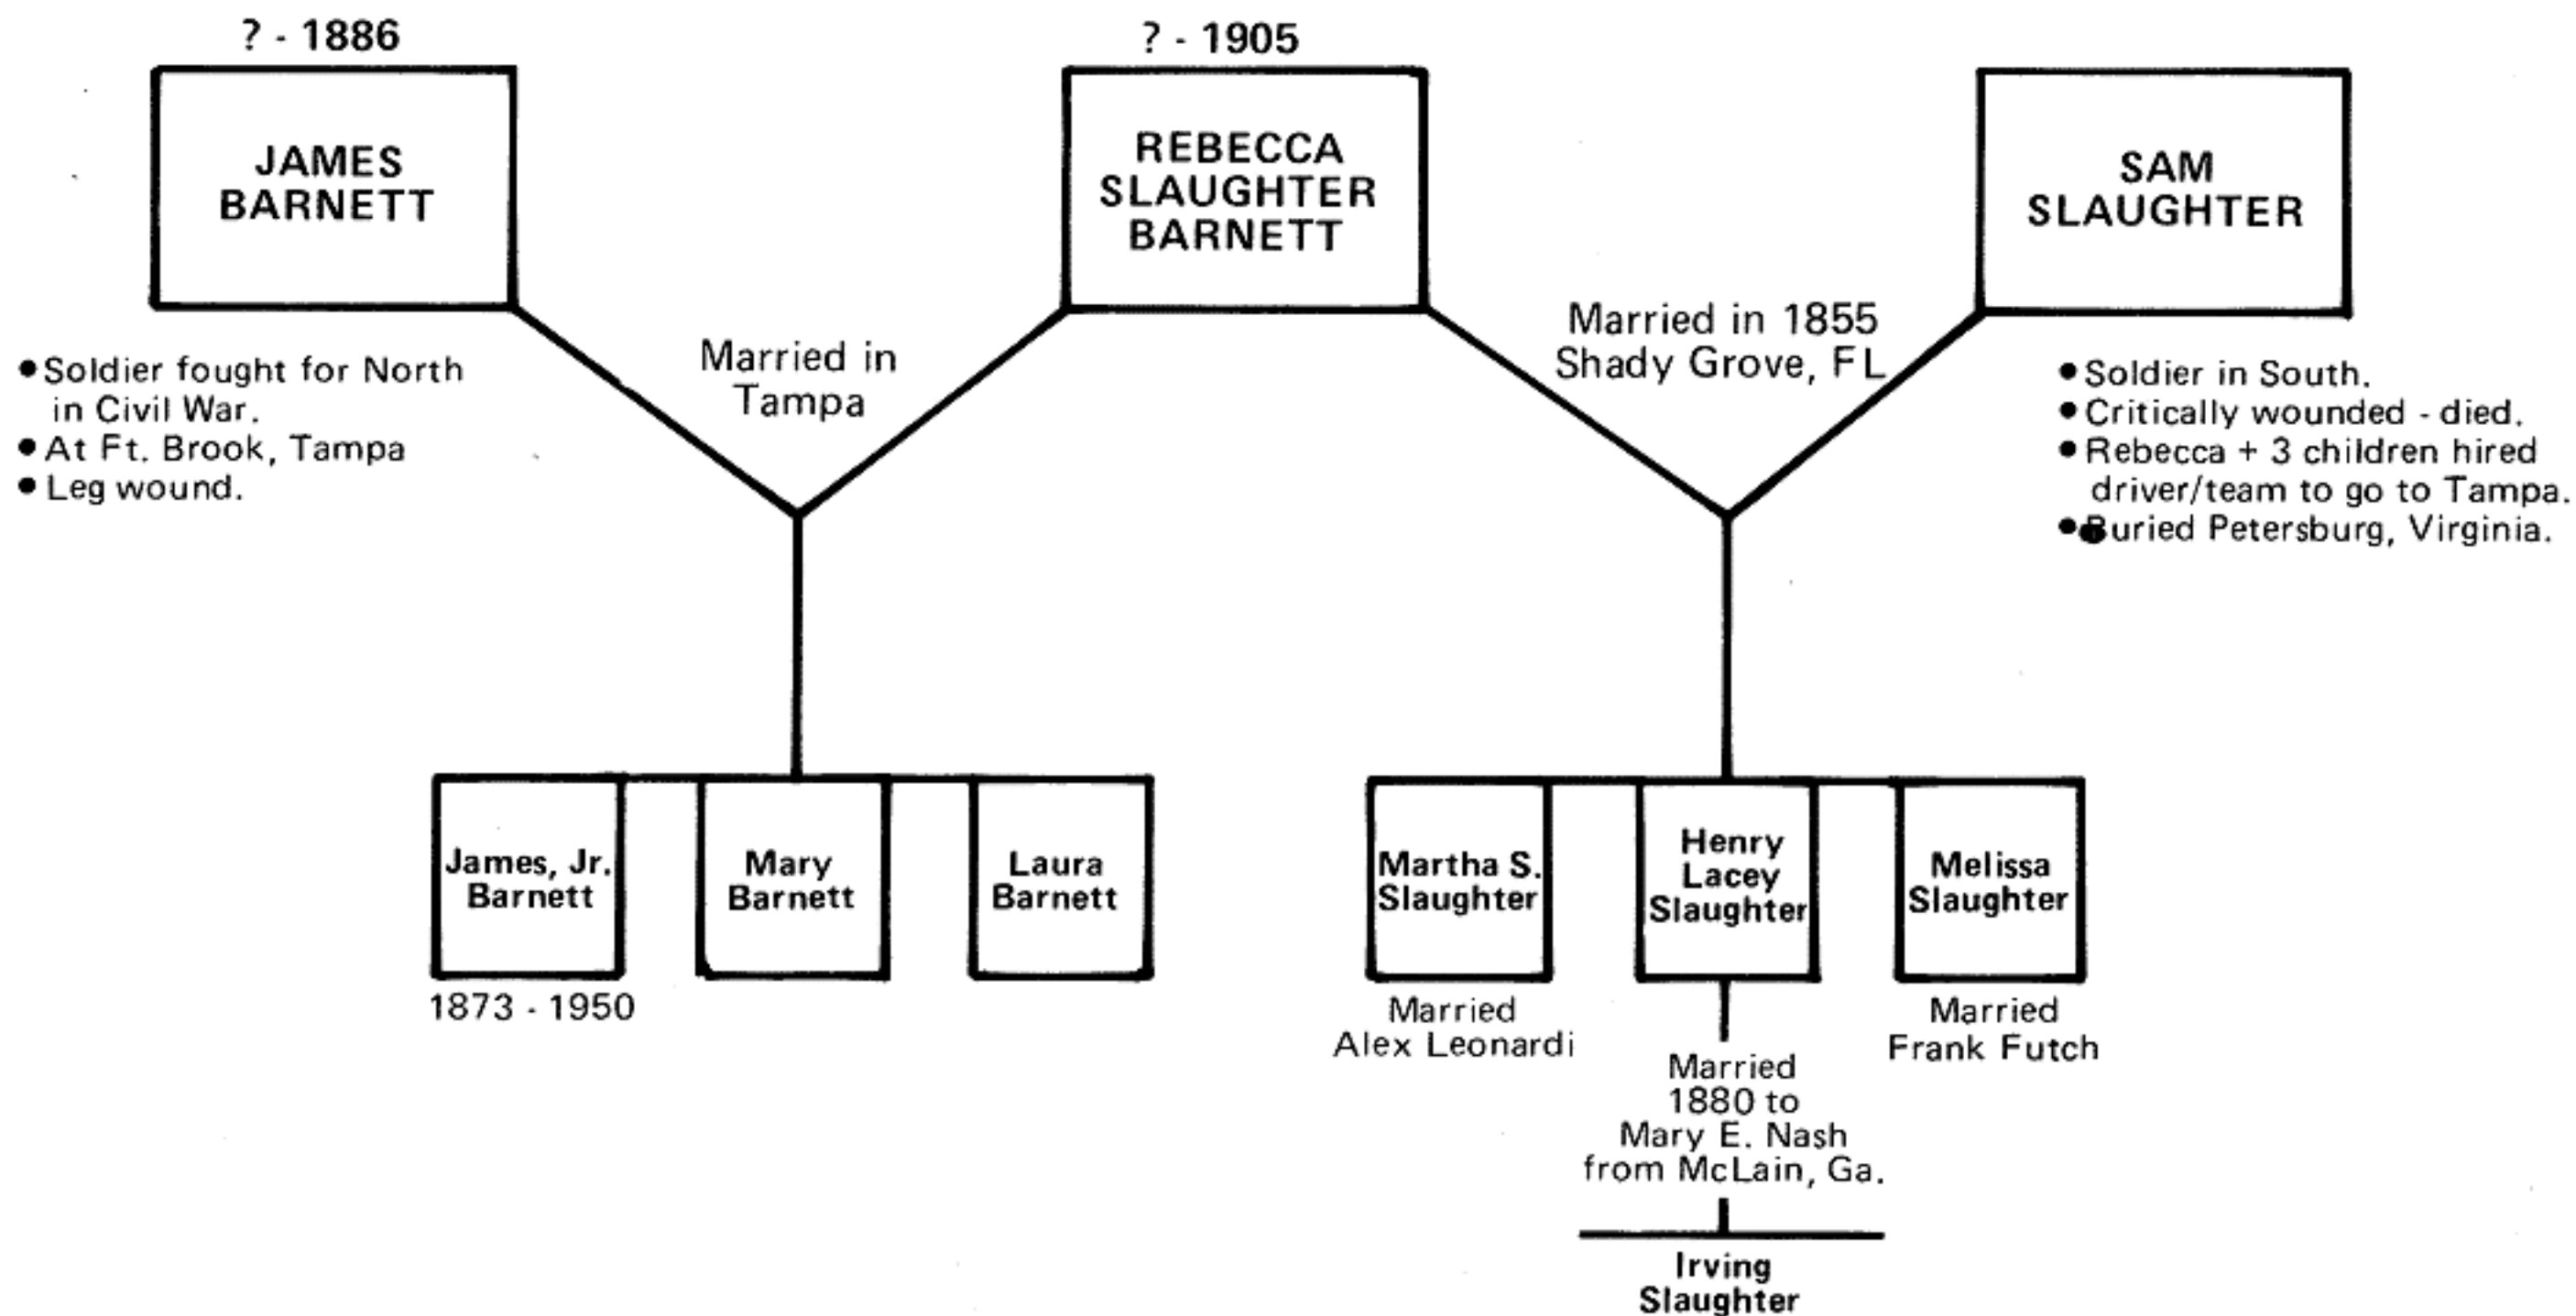 ? - 1886
JAMES
BARNETT
• Soldier fought for North
in Civil War.
• At Ft. Brook, Tampa
• Leg wound.
Married in
Tampa
? - 1905
REBECCA
SLAUGHTER
BARNETT
Married in 1855
Shady Grove, FL
SAM
SLAUGHTER
• Soldier in South.
• Critically wounded - died.
• Rebecca + 3 children hired
driver/team to go to Tampa.
• Buried Petersburg, Virginia.
James, Jr.
Barnett
1873 - 1950
Mary
Barnett
Laura
Barnett
Martha S.
Slaughter
Married
Alex Leonardi
Henry
Lacey
Slaughter
Married
1880 to
Mary E. Nash
from McLain, Ga.
Irving
Slaughter
Melissa
Slaughter
Married
Frank Futch